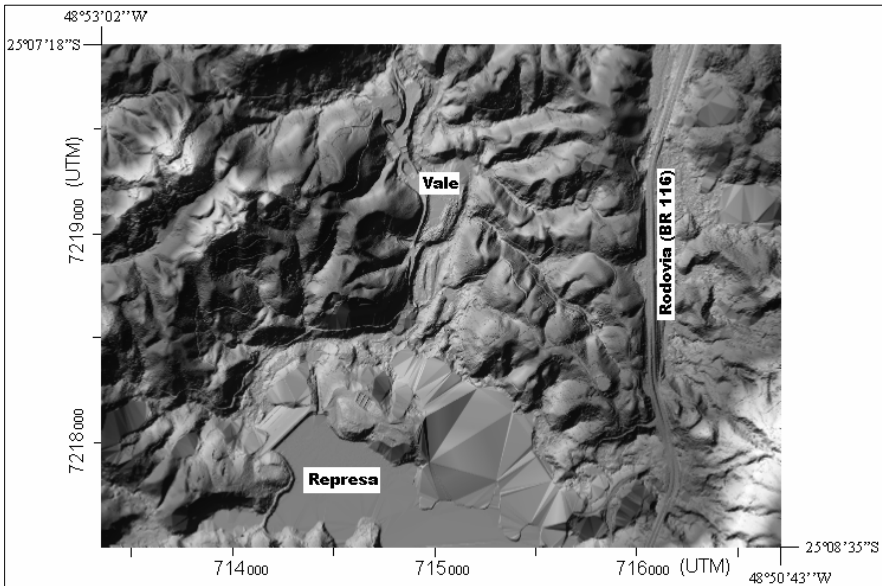 48°53’02’’W
25°07’18’’S
7219000 (UTM)
Vale
Rodovia (BR 116)
7218000
Represa
25°08’35’’S
714000
715000
716000 (UTM)
48°50’43’’W